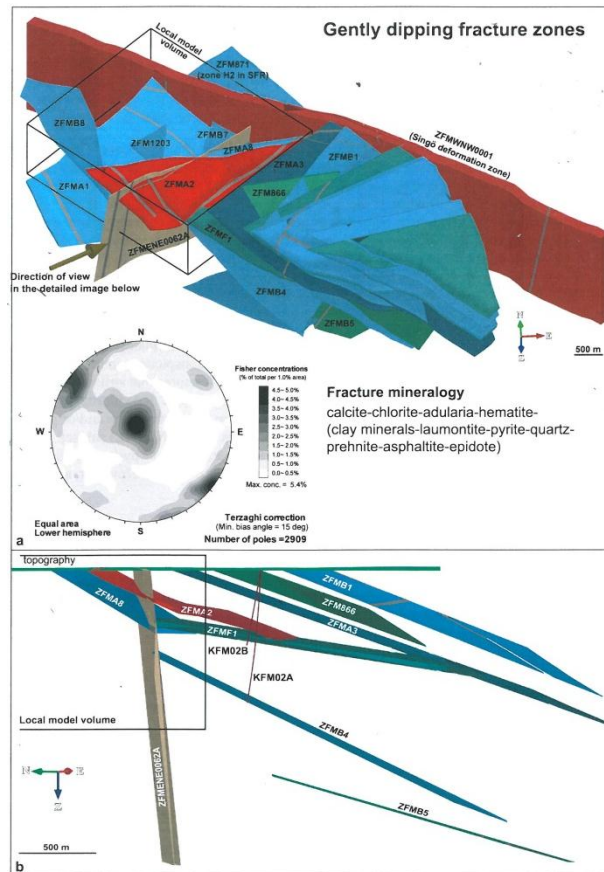 Gently dipping fracture zones
Local model
volume
ZFM871
(zone H2 in SFR)
ZFMWNW0001
(Singö deformation zone)
ZFMB8
ZFM1203
ZFMB7
ZFMA8
ZFMA3
ZFMB1
ZFMA1
ZFMA2
ZFM866
ZFMENE0062A
ZFMF1
Direction of view
in the detailed image below
ZFMB4
ZFMB5
N
E
Z
500 m
N
W
E
S
Fisher concentrations
(% of total per 1.0% area)
4.5~ 5.0%
4.0~ 4.5%
3.5~ 4.0%
3.0~ 3.5%
2.5~ 3.0%
2.0~ 2.5%
1.5~ 2.0%
1.0~ 1.5%
0.5~ 1.0%
0.0~ 0.5%
Max. conc. = 5.4%
Fracture mineralogy
calcite-chlorite-adularia-hematite-
(clay minerals-laumontite-pyrite-quartz-
prehnite-asphaltite-epidote)
Equal area
Lower hemisphere
Terzaghi correction
(Min. bias angle = 15 deg)
Number of poles =2909
a
topography
ZFMB1
ZFM866
ZFMA8
ZFMA2
ZFMA3
ZFMF1
KFM02B
KFM02A
Local model volume
ZFMB4
ZFMENE0062A
N
E
Z
ZFMB5
500 m
b